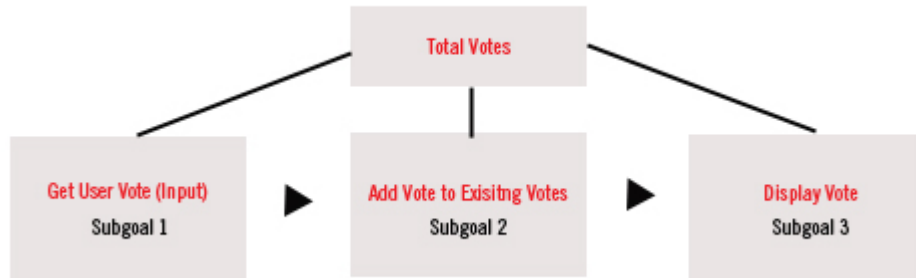 Total Votes
Get User Vote (Input)
Subgoal 1
Add Vote to Exisitng Votes
Subgoal 2
Display Vote
Subgoal 3